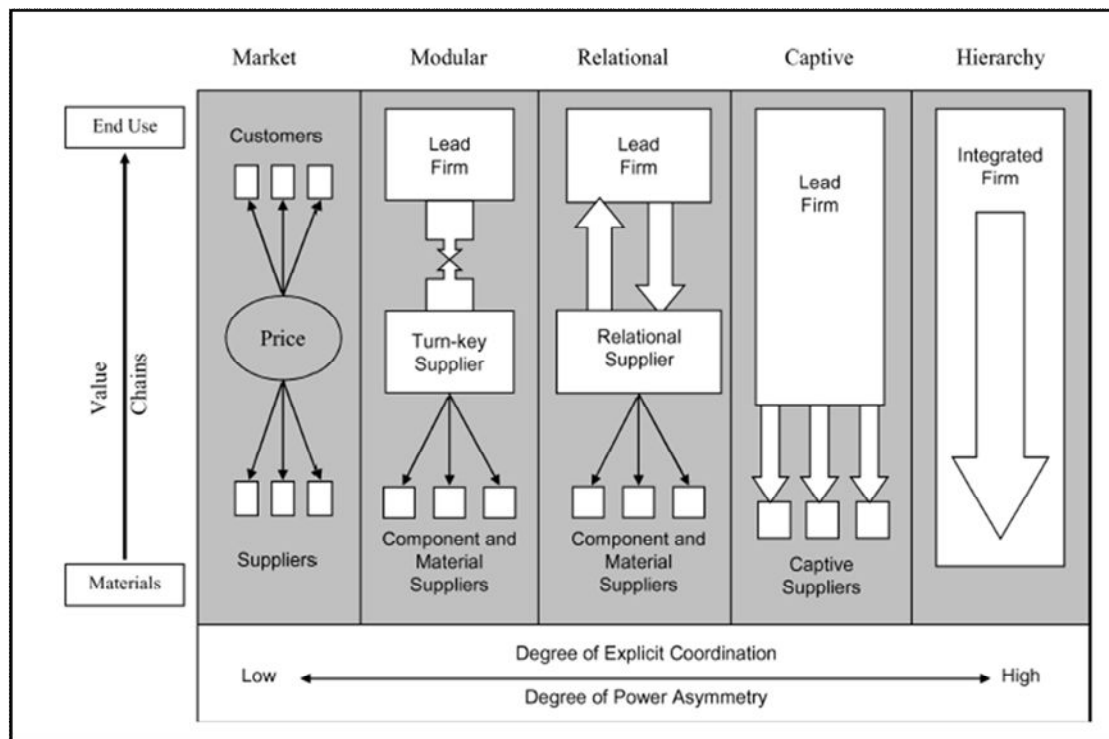 Market
Modular
Relational
Captive
Hierarchy
End Use
Value
Chains
Materials
Customers
Price
Suppliers
Lead
Firm
Turn-key
Supplier
Component and
Material
Suppliers
Lead
Firm
Relational
Supplier
Component and
Material
Suppliers
Lead
Firm
Captive
Suppliers
Integrated
Firm
Degree of Explicit Coordination
Low
High
Degree of Power Asymmetry